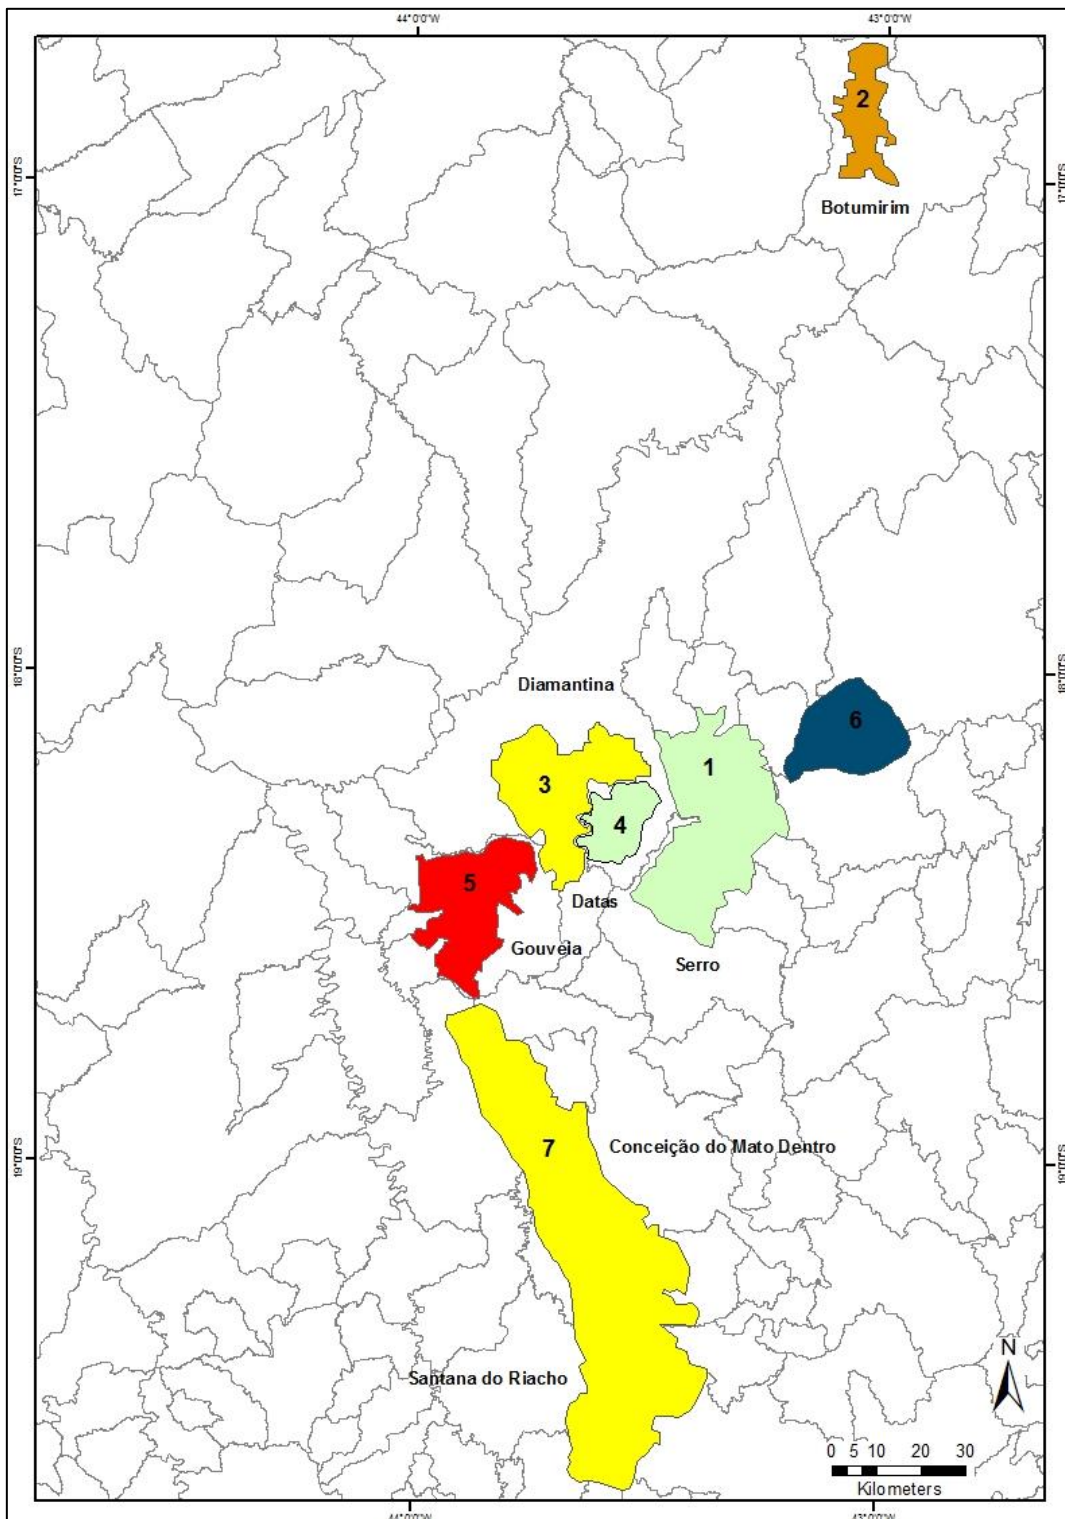 44°0'0"W 43°0'0"W
2
17°0'0"S 17°0'0"S
Botumirim
18°0'0"S 18°0'0"S
Diamantina
6
1
3
4
5
Datas
Gouveia
Serro
7
Conceição do Mato Dentro
19°0'0"S 19°0'0"S
N
Santana do Riacho
0 5 10 20 30
Kilometers
44°0'0"W 43°0'0"W